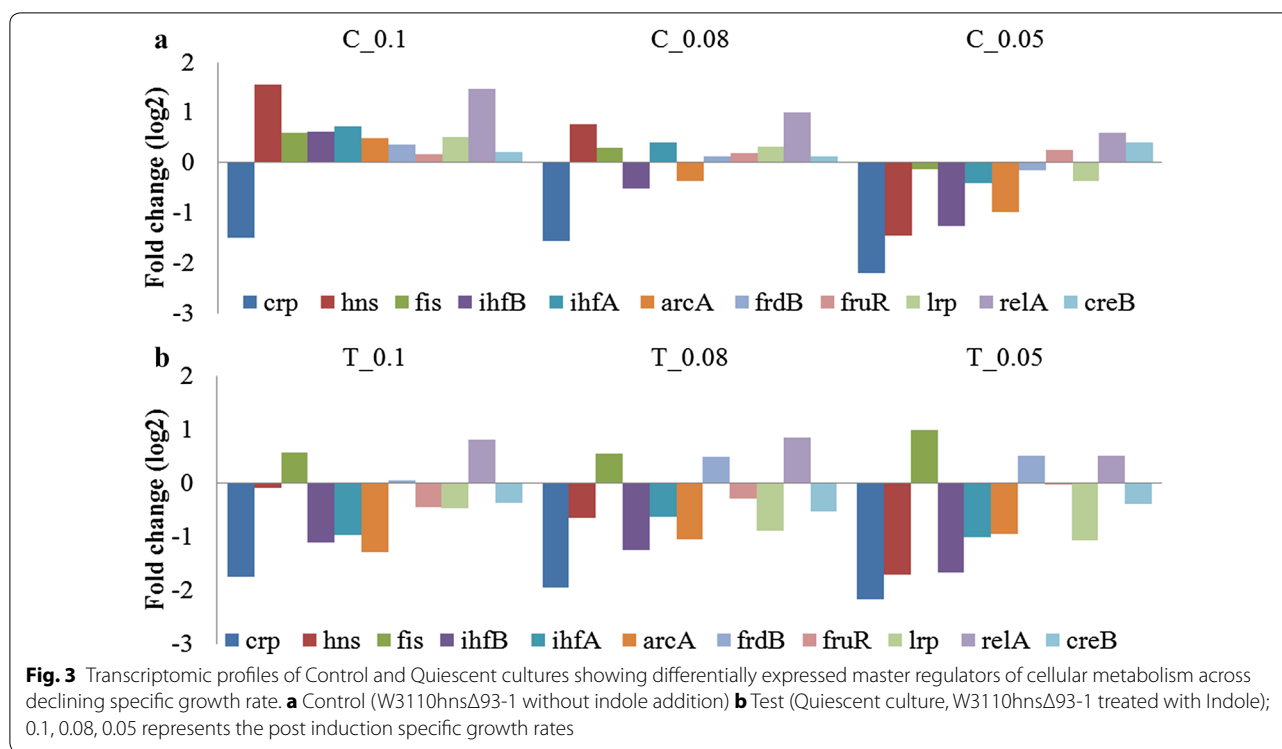 a
C_0.1 C_0.08 C_0.05
Fold change (log2)
2
1
0
-1
-2
-3
crp hns fis ihfB ihfA arcA frdB fruR lrp relA creB
b
T_0.1 T_0.08 T_0.05
Fold change (log2)
2
1
0
-1
-2
-3
crp hns fis ihfB ihfA arcA frdB fruR lrp relA creB
Fig. 3 Transcriptomic profiles of Control and Quiescent cultures showing differentially expressed master regulators of cellular metabolism across
declining specific growth rate. a Control (W3110hnsΔ93-1 without indole addition) b Test (Quiescent culture, W3110hnsΔ93-1 treated with Indole);
0.1, 0.08, 0.05 represents the post induction specific growth rates